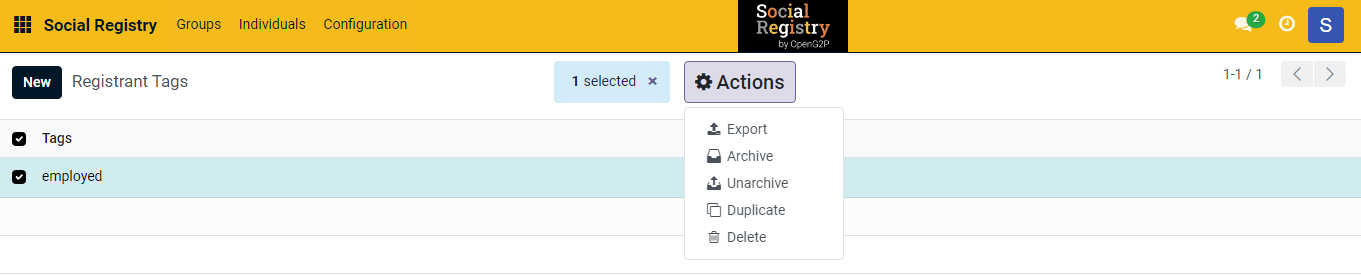 Social Registry Groups Individuals Configuration
Social
Registry
by OpenG2P
2
S
New Registrant Tags
1 selected ×
Actions
1-1 / 1
Export
Archive
Unarchive
Duplicate
Delete
Tags
employed